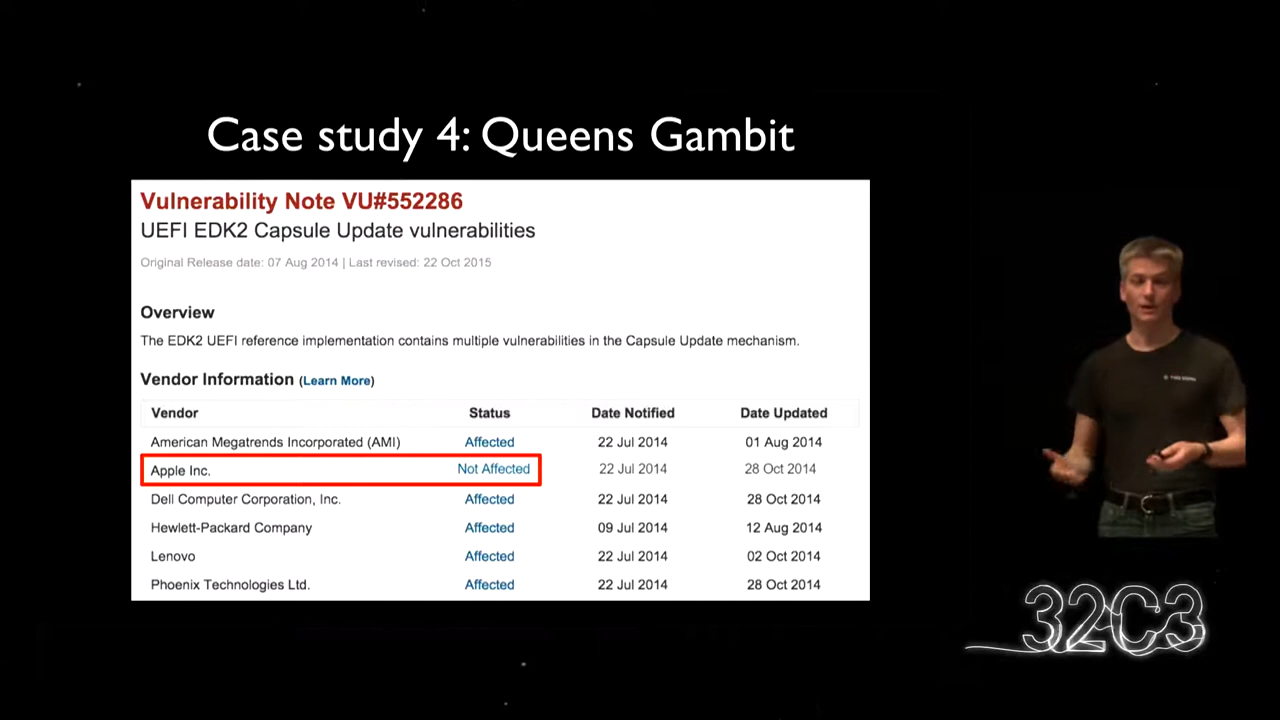 Case study 4: Queens Gambit
Vulnerability Note VU#552286
UEFI EDK2 Capsule Update vulnerabilities
Original Release date: 07 Aug 2014 | Last revised: 22 Oct 2015
Overview
The EDK2 UEFI reference implementation contains multiple vulnerabilities in the Capsule Update mechanism.
Vendor Information (Learn More)
Vendor Status Date Notified Date Updated
American Megatrends Incorporated (AMI) Affected 22 Jul 2014 01 Aug 2014
Apple Inc. Not Affected 22 Jul 2014 28 Oct 2014
Dell Computer Corporation, Inc. Affected 22 Jul 2014 28 Oct 2014
Hewlett-Packard Company Affected 09 Jul 2014 12 Aug 2014
Lenovo Affected 22 Jul 2014 02 Oct 2014
Phoenix Technologies Ltd. Affected 22 Jul 2014 28 Oct 2014
32C3